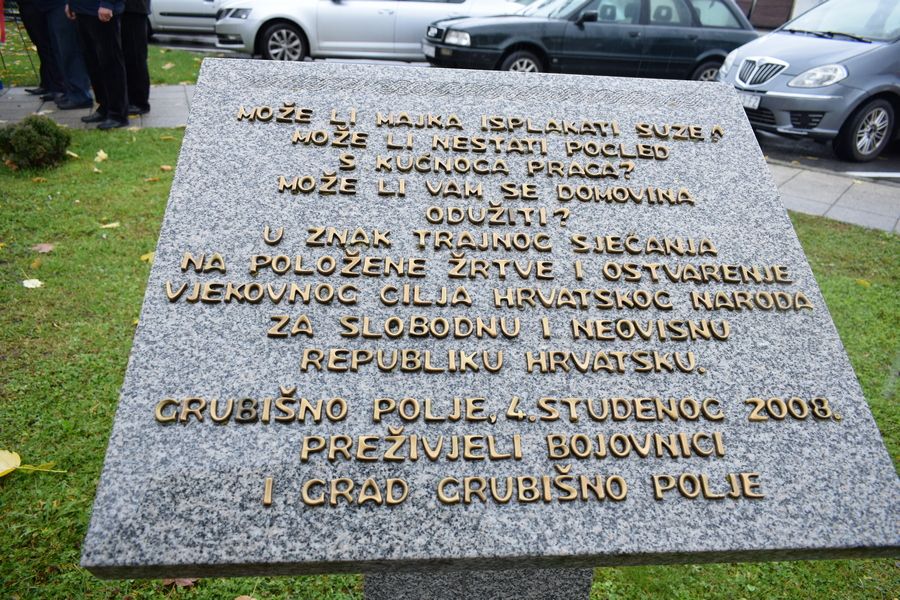 MOŽE LI MAJKA ISPLAKATI SUZE?
MOŽE LI NESTATI POGLED
S KUĆNOGA PRAGA?
MOŽE LI VAM SE DOMOVINA
ODUŽITI?
U ZNAK TRAJNOG SJEĆANJA
NA POLOŽENE ŽRTVE I OSTVARENJE
VJEKOVNOG CILJA HRVATSKOG NARODA
ZA SLOBODNU I NEOVISNU
REPUBLIKU HRVATSKU.
GRUBIŠNO POLJE, 4. STUDENOG 2008.
PREŽIVJELI BOJOVNICI
I GRAD GRUBIŠNO POLJE